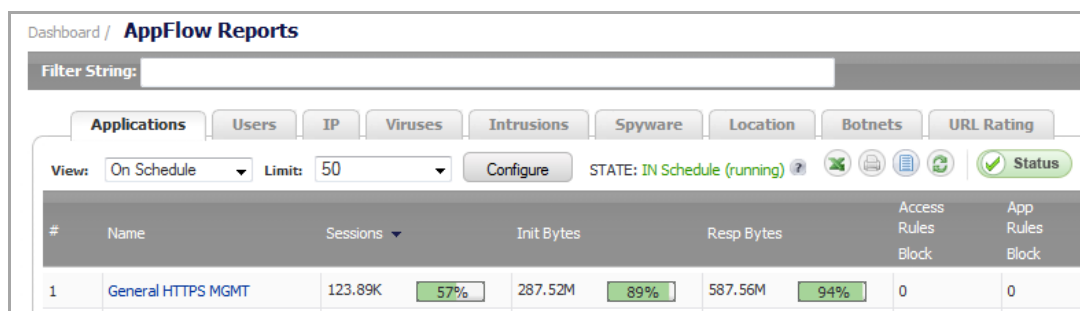 Dashboard / AppFlow Reports
Filter String:
Applications Users IP Viruses Intrusions Spyware Location Botnets URL Rating
View: On Schedule Limit: 50 Configure STATE: IN Schedule (running) ? Status
# Name Sessions Init Bytes Resp Bytes Access Rules Block App Rules Block
1 General HTTPS MGMT 123.89K 57% 287.52M 89% 587.56M 94% 0 0